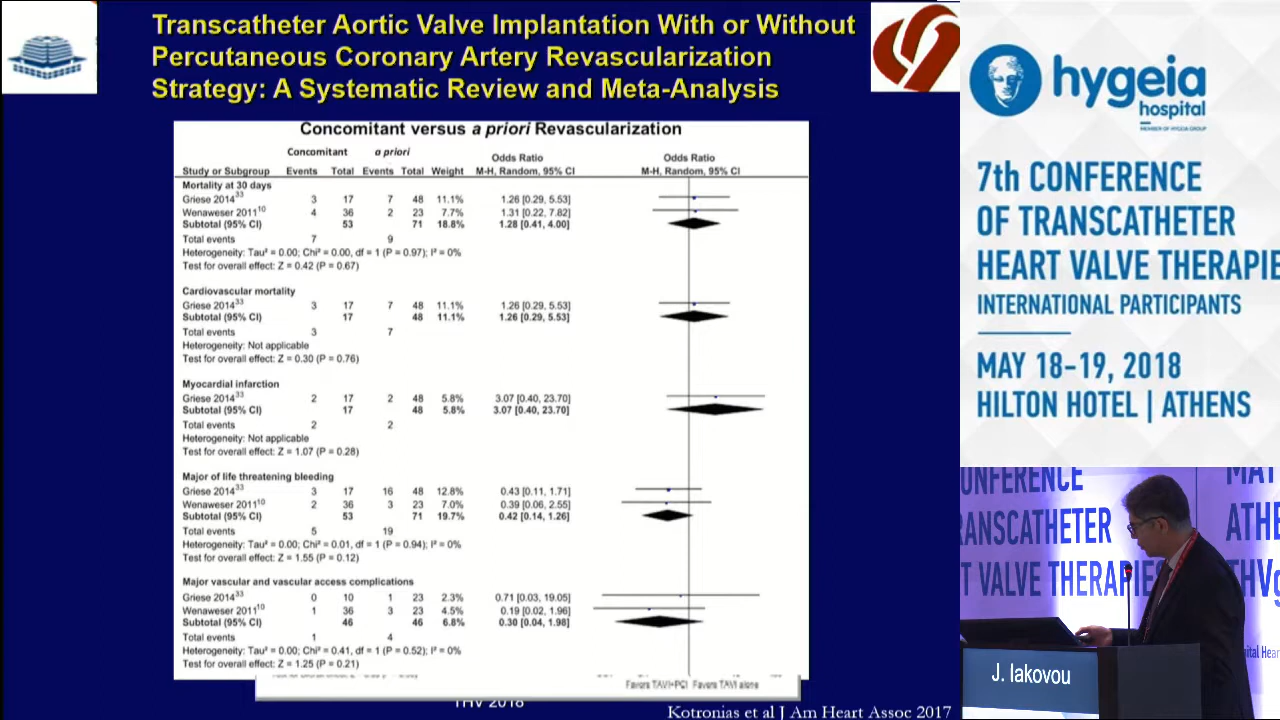 Transcatheter Aortic Valve Implantation With or Without
Percutaneous Coronary Artery Revascularization
Strategy: A Systematic Review and Meta-Analysis
Concomitant versus a priori Revascularization
Concomitant a priori Odds Ratio Odds Ratio
Study or Subgroup Events Total Events Total Weight M-H, Random, 95% CI M-H, Random, 95% CI
Mortality at 30 days
Griese 2014³³ 3 17 7 48 11.1% 1.26 [0.29, 5.53]
Wenaweser 2011¹⁰ 4 36 2 23 7.7% 1.31 [0.22, 7.82]
Subtotal (95% CI) 53 71 18.8% 1.28 [0.41, 4.00]
Total events 7 9
Heterogeneity: Tau² = 0.00; Chi² = 0.00, df = 1 (P = 0.97); I² = 0%
Test for overall effect: Z = 0.42 (P = 0.67)
Cardiovascular mortality
Griese 2014³³ 3 17 7 48 11.1% 1.26 [0.29, 5.53]
Subtotal (95% CI) 17 48 11.1% 1.26 [0.29, 5.53]
Total events 3 7
Heterogeneity: Not applicable
Test for overall effect: Z = 0.30 (P = 0.76)
Myocardial infarction
Griese 2014³³ 2 17 2 48 5.8% 3.07 [0.40, 23.70]
Subtotal (95% CI) 17 48 5.8% 3.07 [0.40, 23.70]
Total events 2 2
Heterogeneity: Not applicable
Test for overall effect: Z = 1.07 (P = 0.28)
Major of life threatening bleeding
Griese 2014³³ 3 17 16 48 12.8% 0.43 [0.11, 1.71]
Wenaweser 2011¹⁰ 2 36 3 23 7.0% 0.39 [0.06, 2.55]
Subtotal (95% CI) 53 71 19.7% 0.42 [0.14, 1.26]
Total events 5 19
Heterogeneity: Tau² = 0.00; Chi² = 0.01, df = 1 (P = 0.94); I² = 0%
Test for overall effect: Z = 1.55 (P = 0.12)
Major vascular and vascular access complications
Griese 2014³³ 0 10 1 23 2.3% 0.71 [0.03, 19.05]
Wenaweser 2011¹⁰ 1 36 3 23 4.5% 0.19 [0.02, 1.96]
Subtotal (95% CI) 46 46 6.8% 0.30 [0.04, 1.98]
Total events 1 4
Heterogeneity: Tau² = 0.00; Chi² = 0.41, df = 1 (P = 0.52); I² = 0%
Test for overall effect: Z = 1.25 (P = 0.21)
Favors TAVI+PCI Favors TAVI alone
THV 2018
Kotronias et al J Am Heart Assoc 2017
hygeia
hospital
MEMBER OF HYGEIA GROUP
7th CONFERENCE
OF TRANSCATHETER
HEART VALVE THERAPIE
INTERNATIONAL PARTICIPANTS
MAY 18-19, 2018
HILTON HOTEL | ATHENS
ONFERENCE
RANSCATHETER
T VALVE THERAPIES
MAY
ATHE
THVg
J. Iakovou